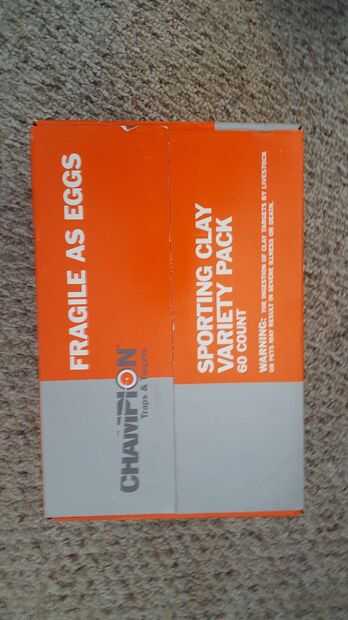 FRAGILE AS EGGS
CHAMPION
Traps & Targets
SPORTING CLAY
VARIETY PACK
60 COUNT
WARNING: THE INGESTION OF CLAY TARGETS BY LIVESTOCK
OR PETS MAY RESULT IN SEVERE ILLNESS OR DEATH.